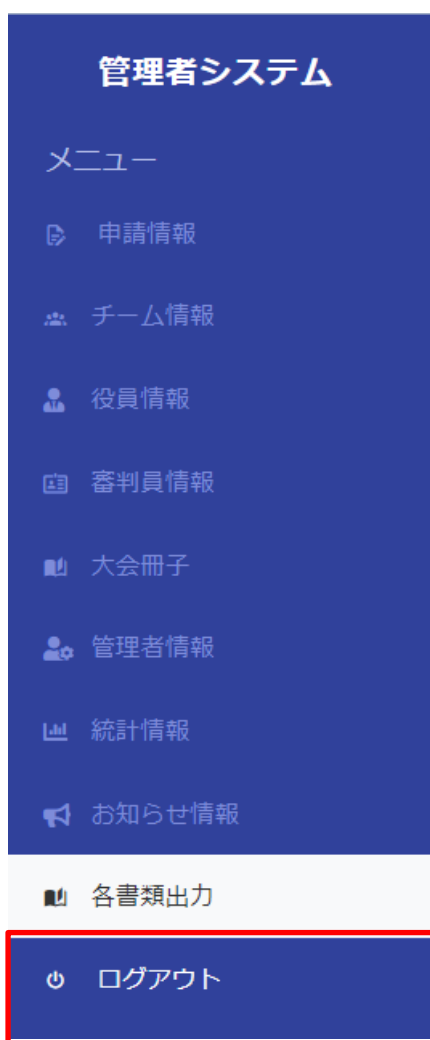 管理者システム
メニュー
申請情報
チーム情報
役員情報
審判員情報
大会冊子
管理者情報
統計情報
お知らせ情報
各書類出力
ログアウト